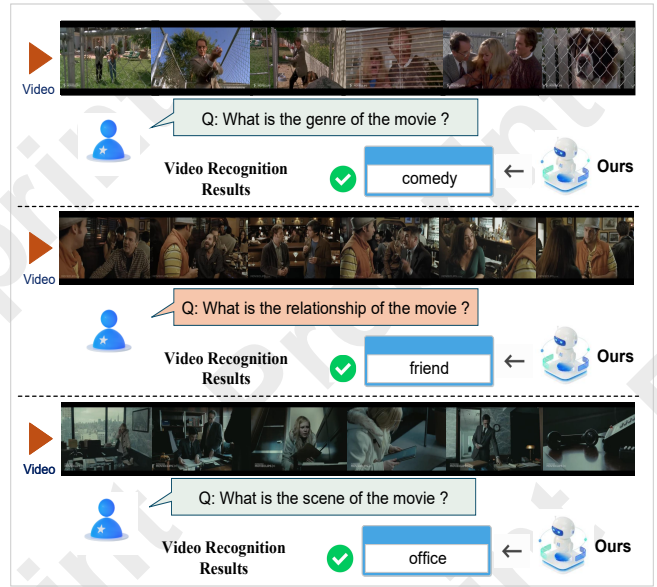 Video
Q: What is the genre of the movie ?
Video Recognition
Results
comedy
Ours
Video
Q: What is the relationship of the movie ?
Video Recognition
Results
friend
Ours
Video
Q: What is the scene of the movie ?
Video Recognition
Results
office
Ours